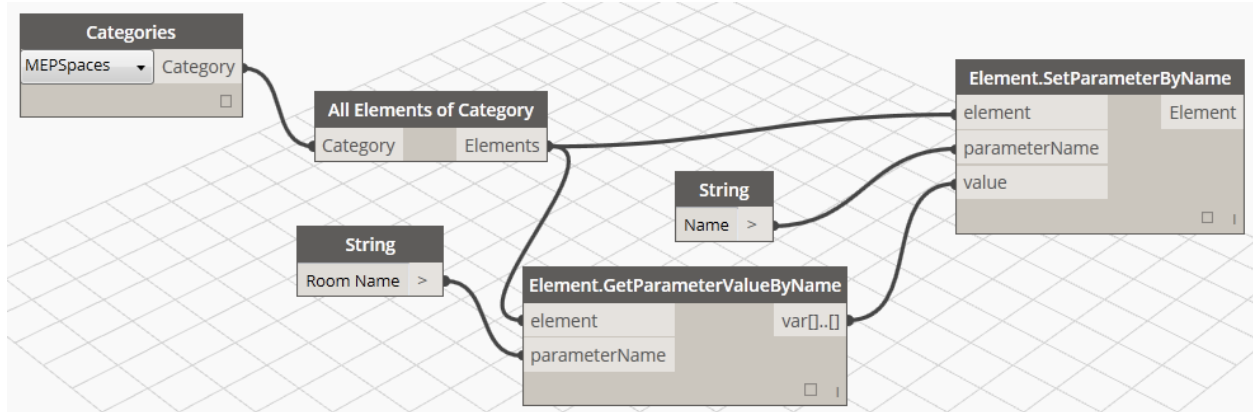 Categories
MEPSpaces
Category
All Elements of Category
Category
Elements
String
Room Name >
String
Name >
Element.GetParameterValueByName
element
var[]..[]
parameterName
Element.SetParameterByName
element
Element
parameterName
value